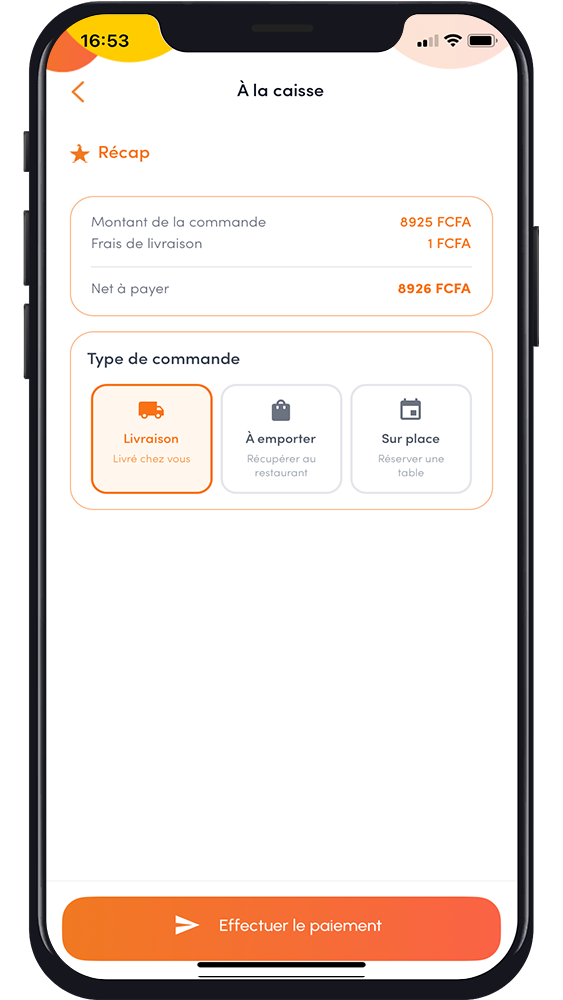 16:53
À la caisse
Récap
Montant de la commande 8925 FCFA
Frais de livraison 1 FCFA
Net à payer 8926 FCFA
Type de commande
Livraison
Livré chez vous
À emporter
Récupérer au
restaurant
Sur place
Réserver une
table
Effectuer le paiement